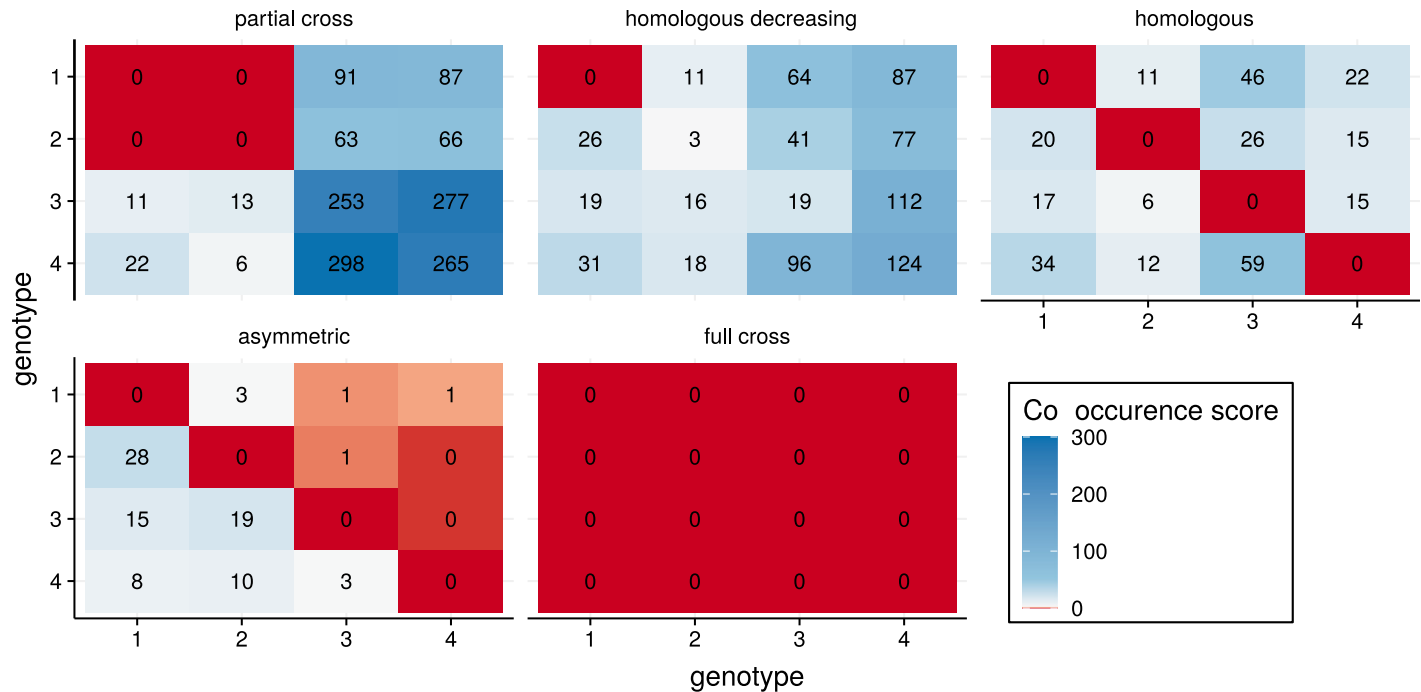 partial cross homologous decreasing homologous
1 0 0 91 87 0 11 64 87 0 11 46 22
2 0 0 63 66 26 3 41 77 20 0 26 15
3 11 13 253 277 19 16 19 112 17 6 0 15
4 22 6 298 265 31 18 96 124 34 12 59 0
1 2 3 4
genotype
asymmetric full cross
1 0 3 1 1 0 0 0 0
2 28 0 1 0 0 0 0 0
3 15 19 0 0 0 0 0 0
4 8 10 3 0 0 0 0 0
1 2 3 4 1 2 3 4
genotype
Co occurence score
300
200
100
0